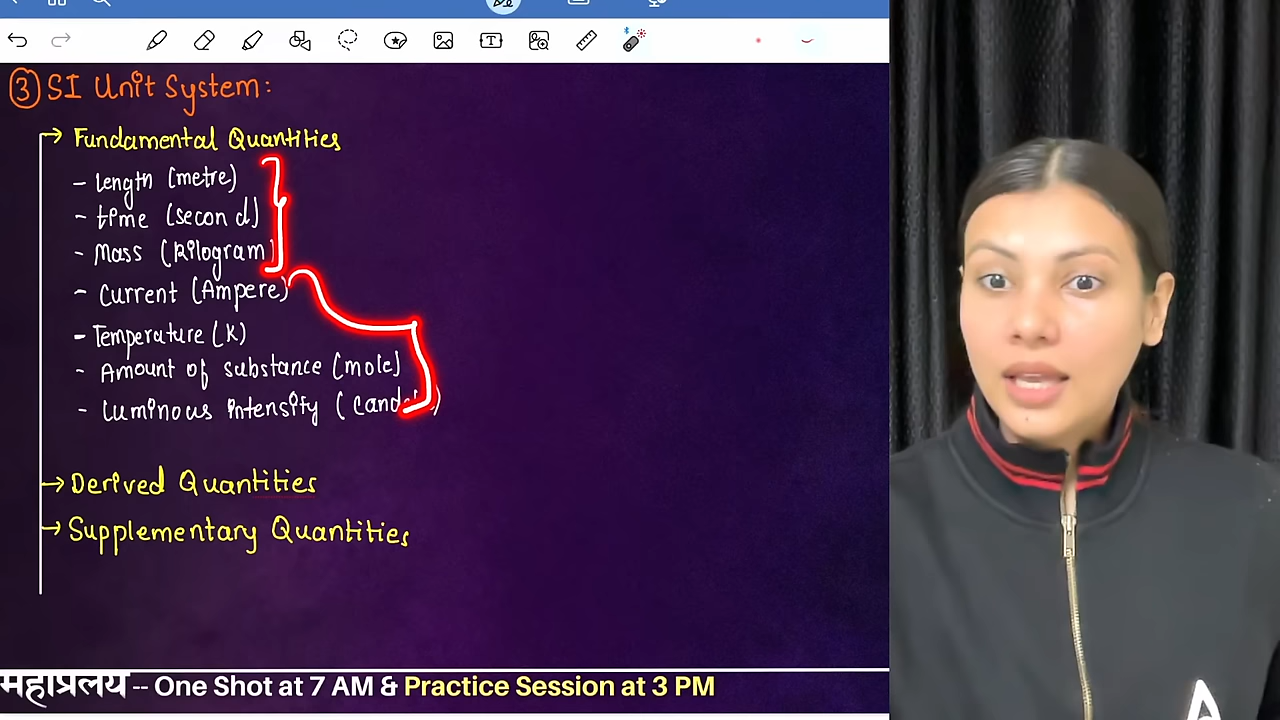 ③ SI Unit System:
→ Fundamental Quantities
- Length (metre)
- time (second)
- Mass (kilogram)
- Current (Ampere)
- Temperature (K)
- Amount of substance (mole)
- Luminous intensity (
→ Derived Quantities
→ Supplementary Quantities
महाप्रलय -- One Shot at 7 AM & Practice Session at 3 PM
A